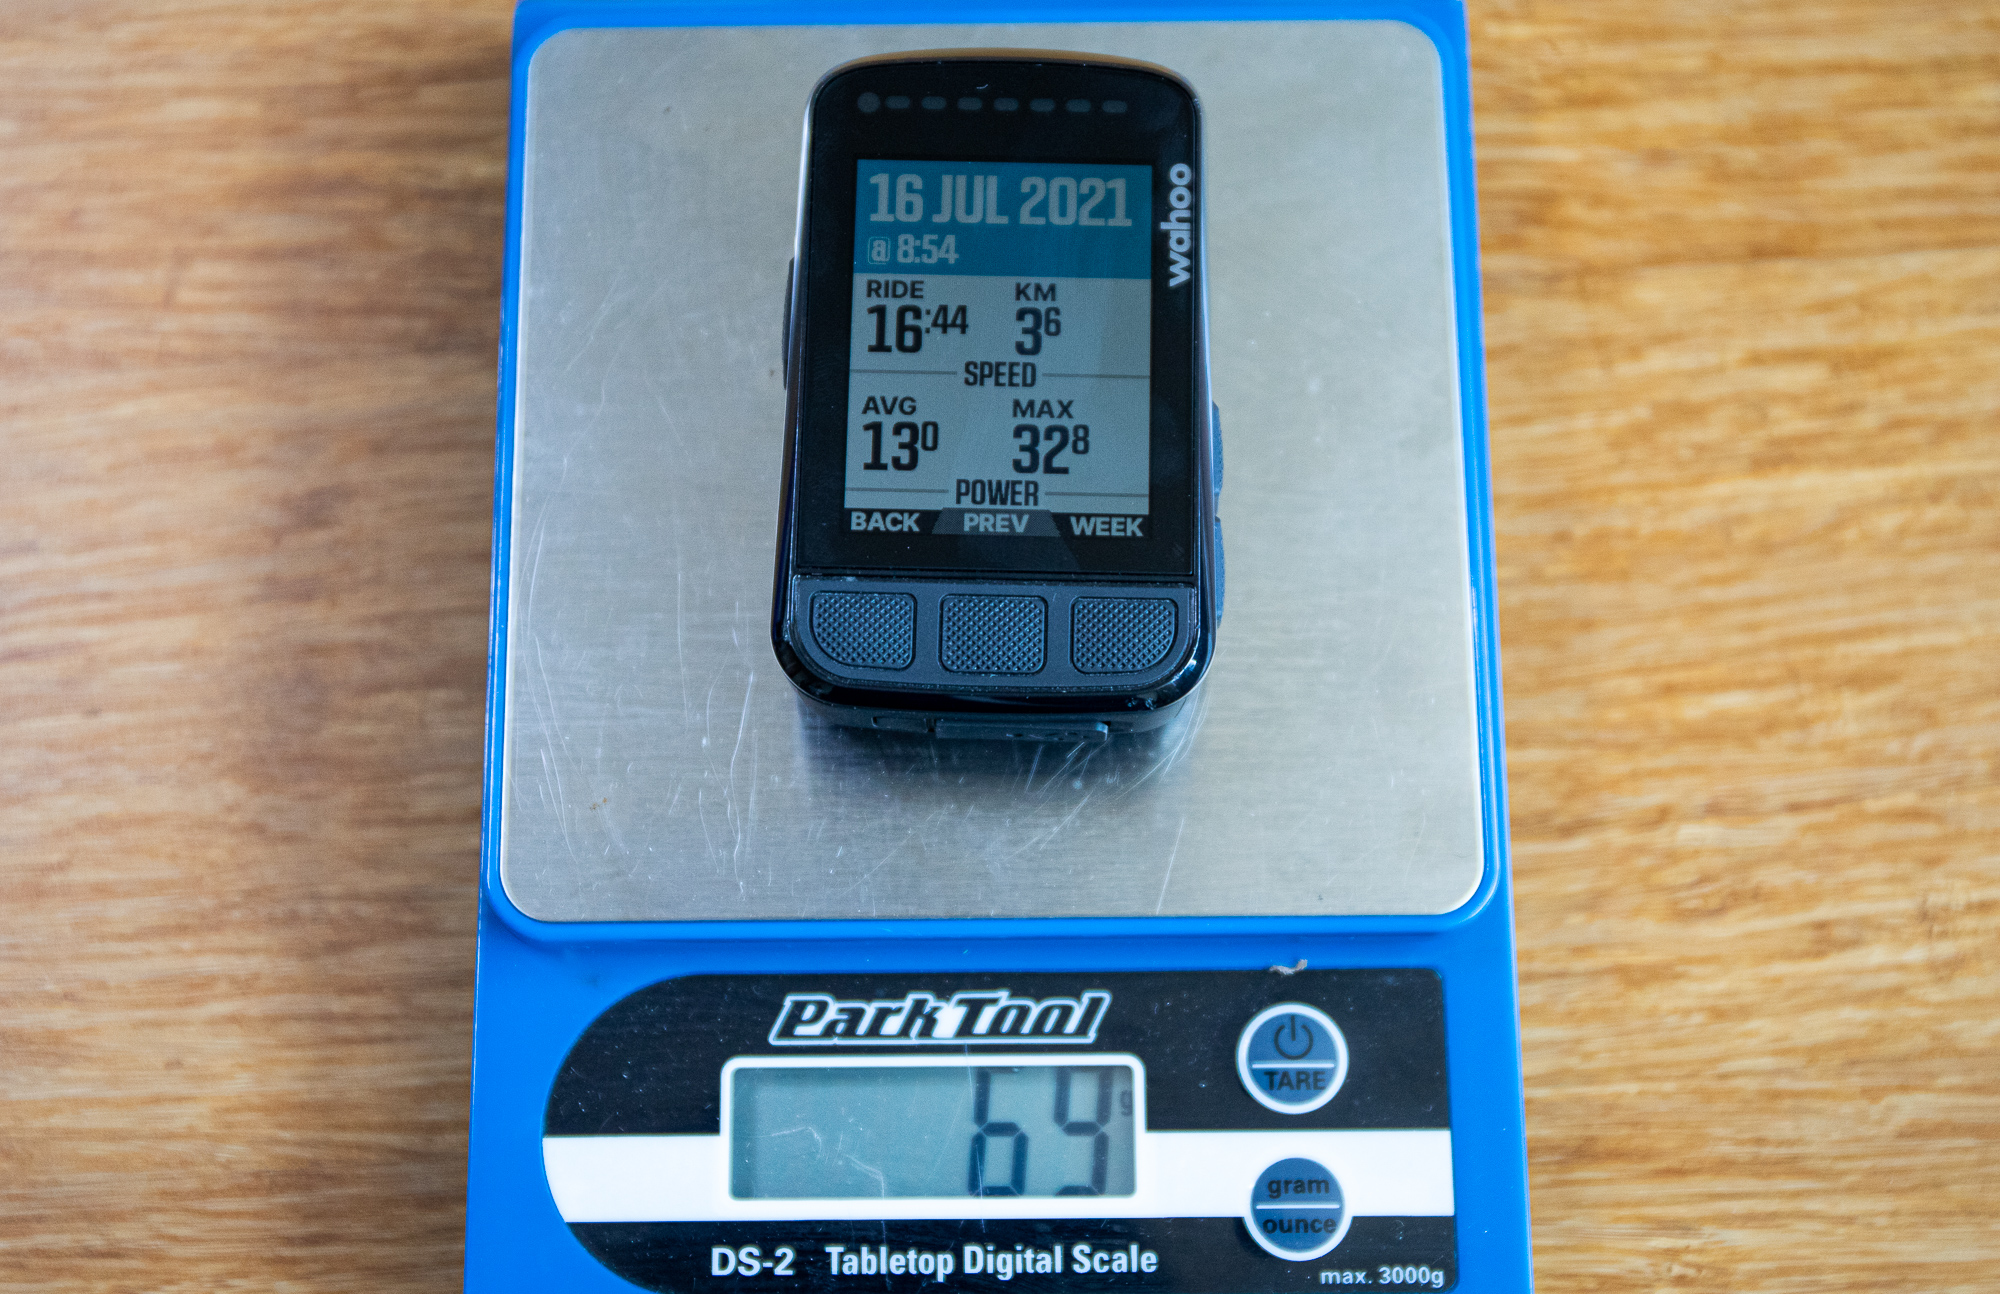 16 JUL 2021
@ 8:54
wahoo
RIDE KM
16:44 3⁶
SPEED
AVG MAX
13⁰ 32⁸
POWER
BACK PREV WEEK
Park Tool
TARE
69 g
gram
ounce
DS-2 Tabletop Digital Scale
max. 3000g